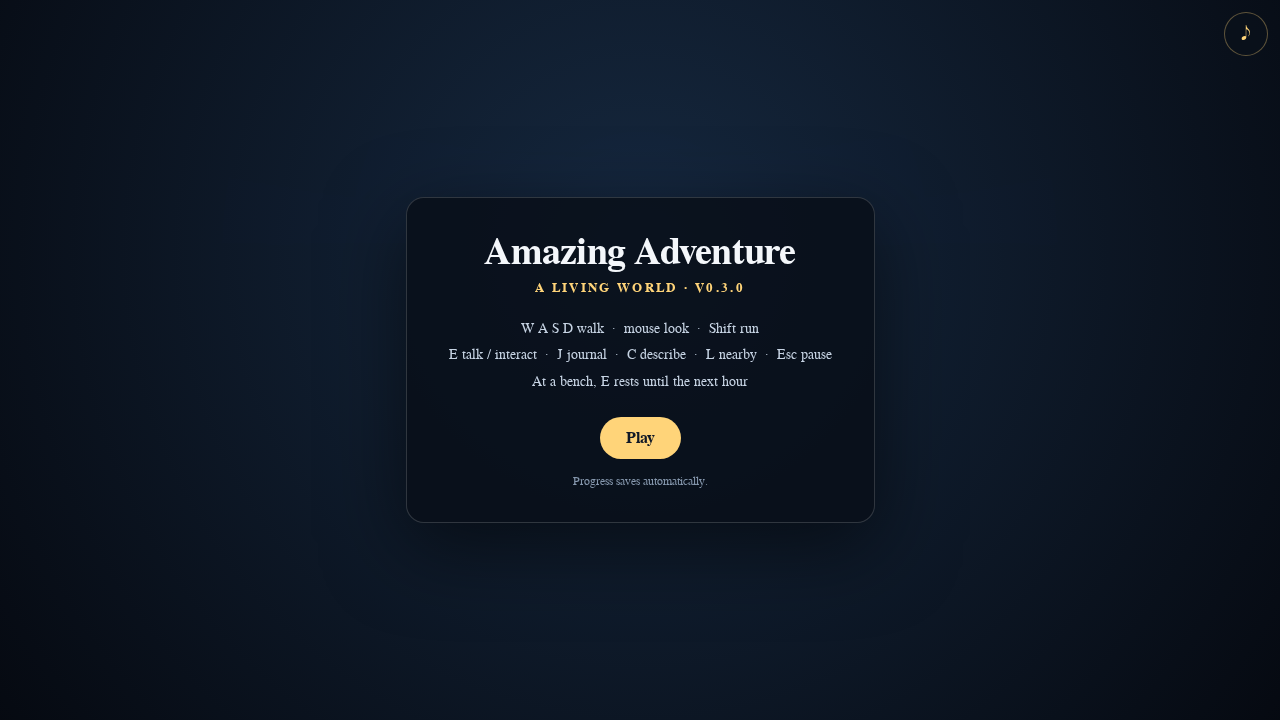 ♪
Amazing Adventure
A LIVING WORLD · V0.3.0
W A S D walk · mouse look · Shift run
E talk / interact · J journal · C describe · L nearby · Esc pause
At a bench, E rests until the next hour
Play
Progress saves automatically.